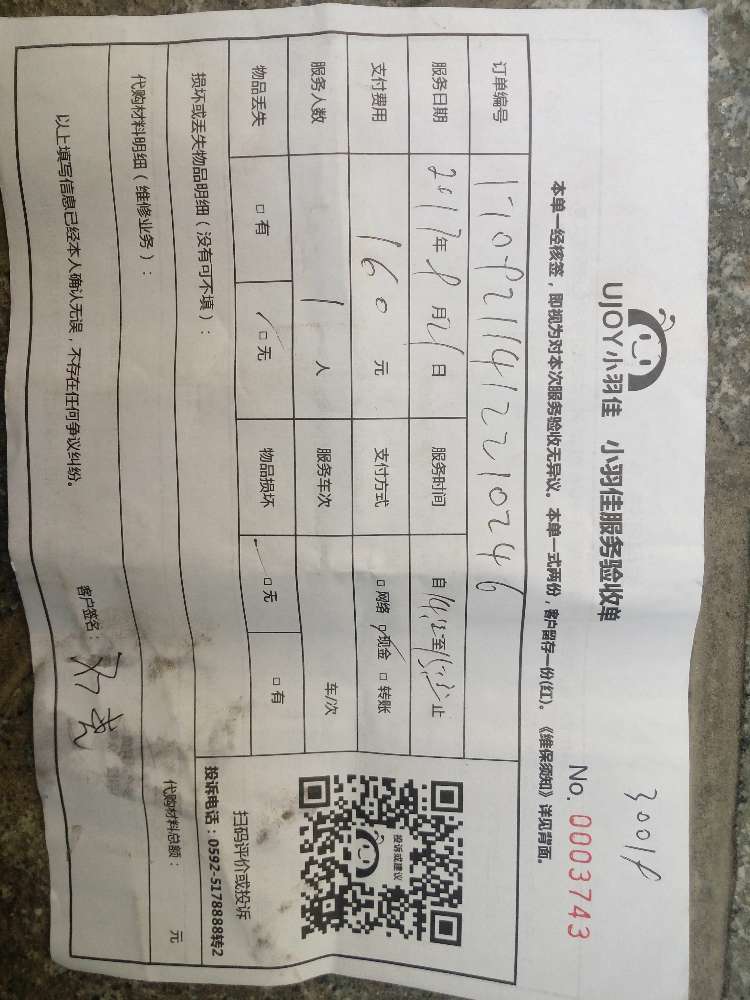 30018
UJOY小羽佳 小羽佳服务验收单
No. 0003743
本单一经核签，即视为对本次服务验收无异议。本单一式两份，客户留存一份(红)。《维保须知》详见背面。
订单编号
服务日期 2017年8月21日 服务时间 自 至 止
支付费用 160元 支付方式 □网络 ☑现金 □转账
服务人数 1人 服务车次 车/次
物品丢失 □有 ☑无 物品损坏 ☑无 □有
损坏或丢失物品明细（没有可不填）：
代购材料明细（维修业务）： 代购材料总额： 元
以上填写信息已经本人确认无误，不存在任何争议纠纷。 客户签名：
投诉或建议
扫码评价或投诉
投诉电话：0592-5178888转2